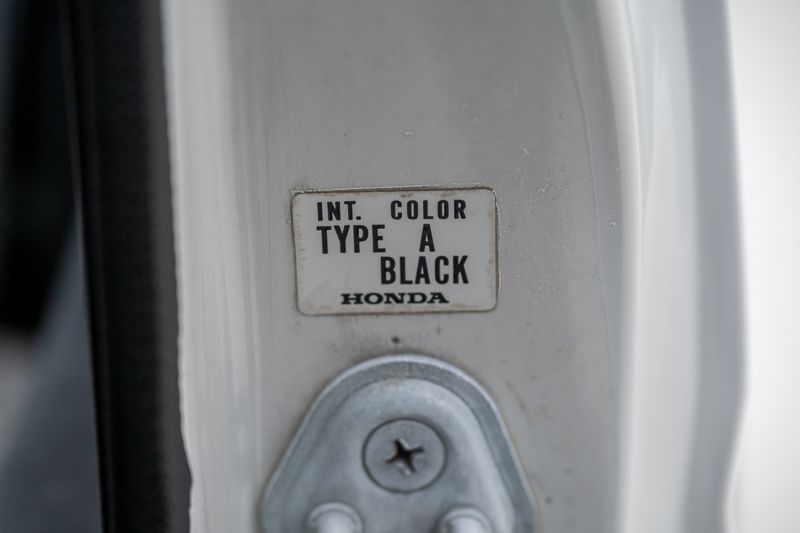 INT. COLOR
TYPE A
BLACK
HONDA